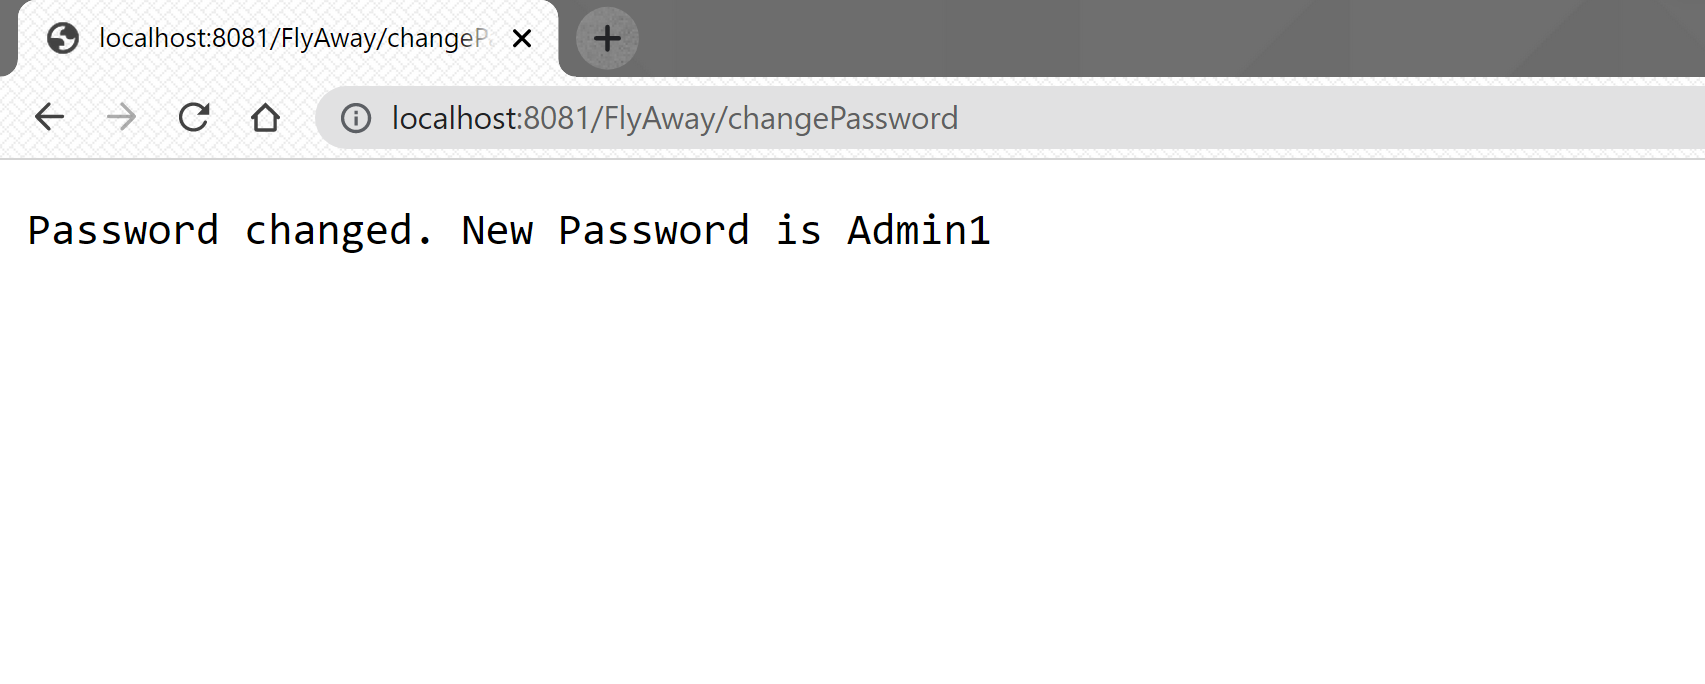 localhost:8081/FlyAway/changeP
localhost:8081/FlyAway/changePassword
Password changed. New Password is Admin1